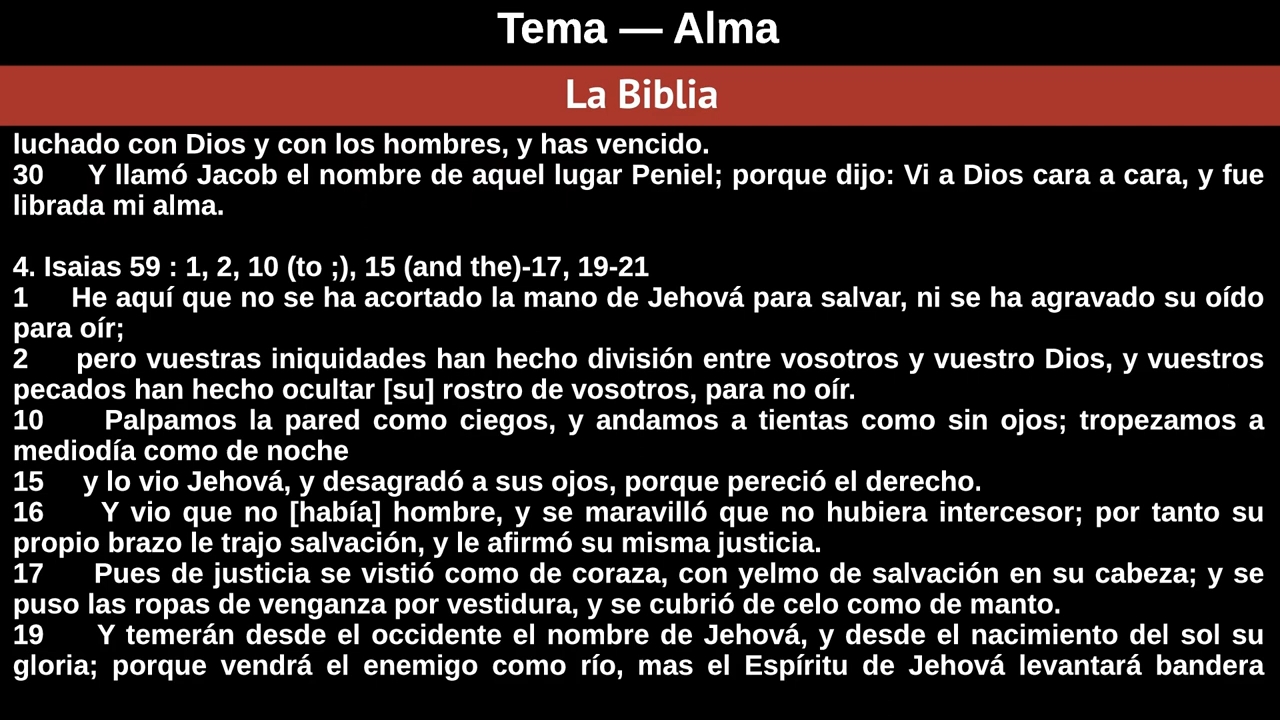 Tema — Alma
La Biblia
luchado con Dios y con los hombres, y has vencido.
30 Y llamó Jacob el nombre de aquel lugar Peniel; porque dijo: Vi a Dios cara a cara, y fue
librada mi alma.
4. Isaias 59 : 1, 2, 10 (to ;), 15 (and the)-17, 19-21
1 He aquí que no se ha acortado la mano de Jehová para salvar, ni se ha agravado su oído
para oír;
2 pero vuestras iniquidades han hecho división entre vosotros y vuestro Dios, y vuestros
pecados han hecho ocultar [su] rostro de vosotros, para no oír.
10 Palpamos la pared como ciegos, y andamos a tientas como sin ojos; tropezamos a
mediodía como de noche
15 y lo vio Jehová, y desagradó a sus ojos, porque pereció el derecho.
16 Y vio que no [había] hombre, y se maravilló que no hubiera intercesor; por tanto su
propio brazo le trajo salvación, y le afirmó su misma justicia.
17 Pues de justicia se vistió como de coraza, con yelmo de salvación en su cabeza; y se
puso las ropas de venganza por vestidura, y se cubrió de celo como de manto.
19 Y temerán desde el occidente el nombre de Jehová, y desde el nacimiento del sol su
gloria; porque vendrá el enemigo como río, mas el Espíritu de Jehová levantará bandera